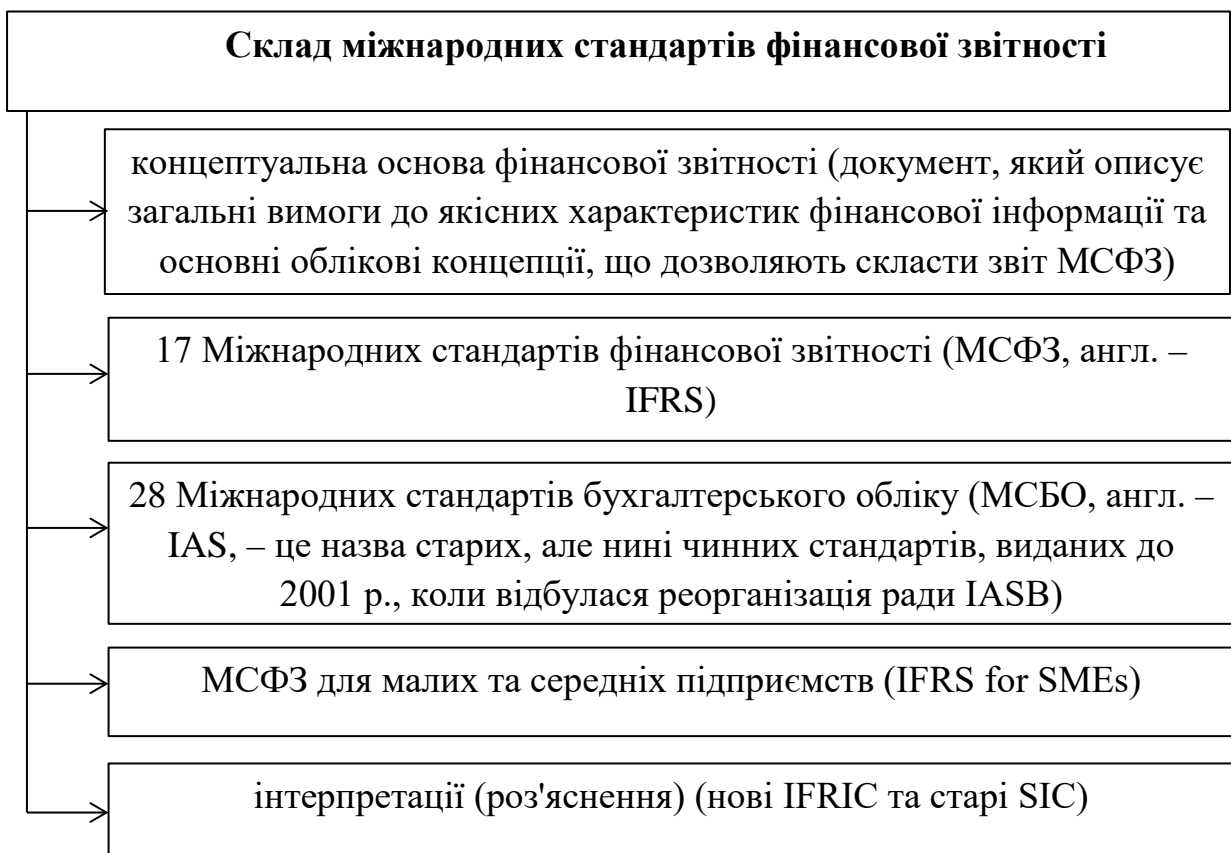 Склад міжнародних стандартів фінансової звітності
концептуальна основа фінансової звітності (документ, який описує
загальні вимоги до якісних характеристик фінансової інформації та
основні облікові концепції, що дозволяють скласти звіт МСФЗ)
17 Міжнародних стандартів фінансової звітності (МСФЗ, англ. –
IFRS)
28 Міжнародних стандартів бухгалтерського обліку (МСБО, англ. –
IAS, – це назва старих, але нині чинних стандартів, виданих до
2001 р., коли відбулася реорганізація ради IASB)
МСФЗ для малих та середніх підприємств (IFRS for SMEs)
інтерпретації (роз'яснення) (нові IFRIC та старі SIC)